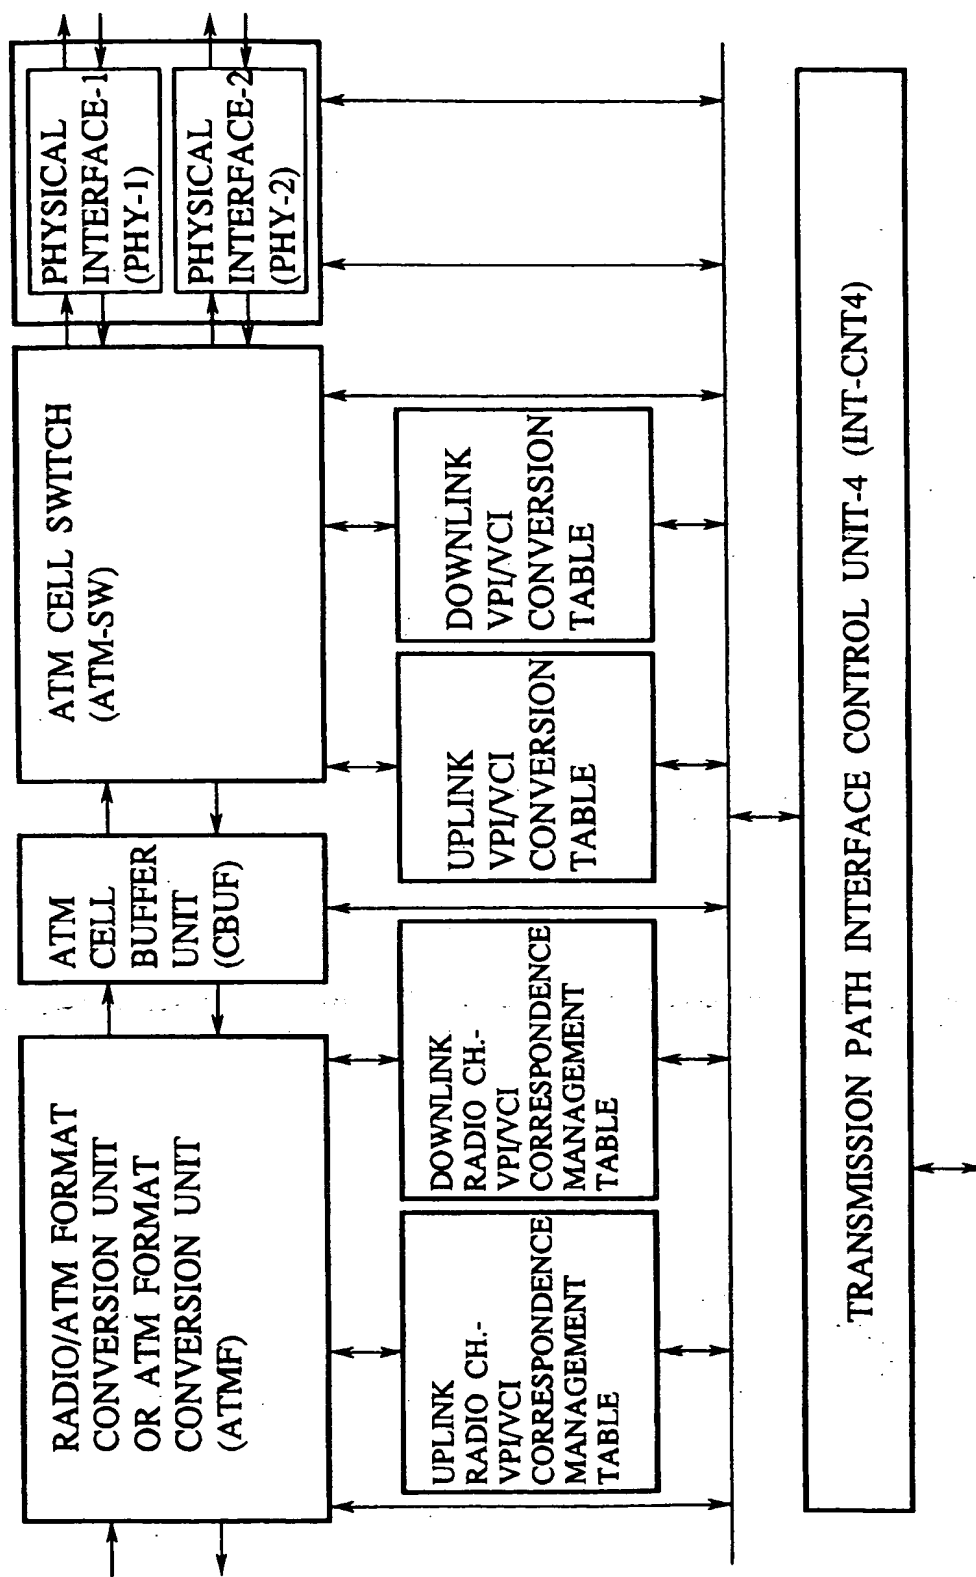 RADIO/ATM FORMAT
CONVERSION UNIT
OR ATM FORMAT
CONVERSION UNIT
(ATMF)
ATM
CELL
BUFFER
UNIT
(CBUF)
ATM CELL SWITCH
(ATM-SW)
PHYSICAL
INTERFACE-1
(PHY-1)
PHYSICAL
INTERFACE-2
(PHY-2)
UPLINK
RADIO CH.-
VPI/VCI
CORRESPONDENCE
MANAGEMENT
TABLE
DOWNLINK
RADIO CH.-
VPI/VCI
CORRESPONDENCE
MANAGEMENT
TABLE
UPLINK
VPI/VCI
CONVERSION
TABLE
DOWNLINK
VPI/VCI
CONVERSION
TABLE
TRANSMISSION PATH INTERFACE CONTROL UNIT-4 (INT-CNT4)